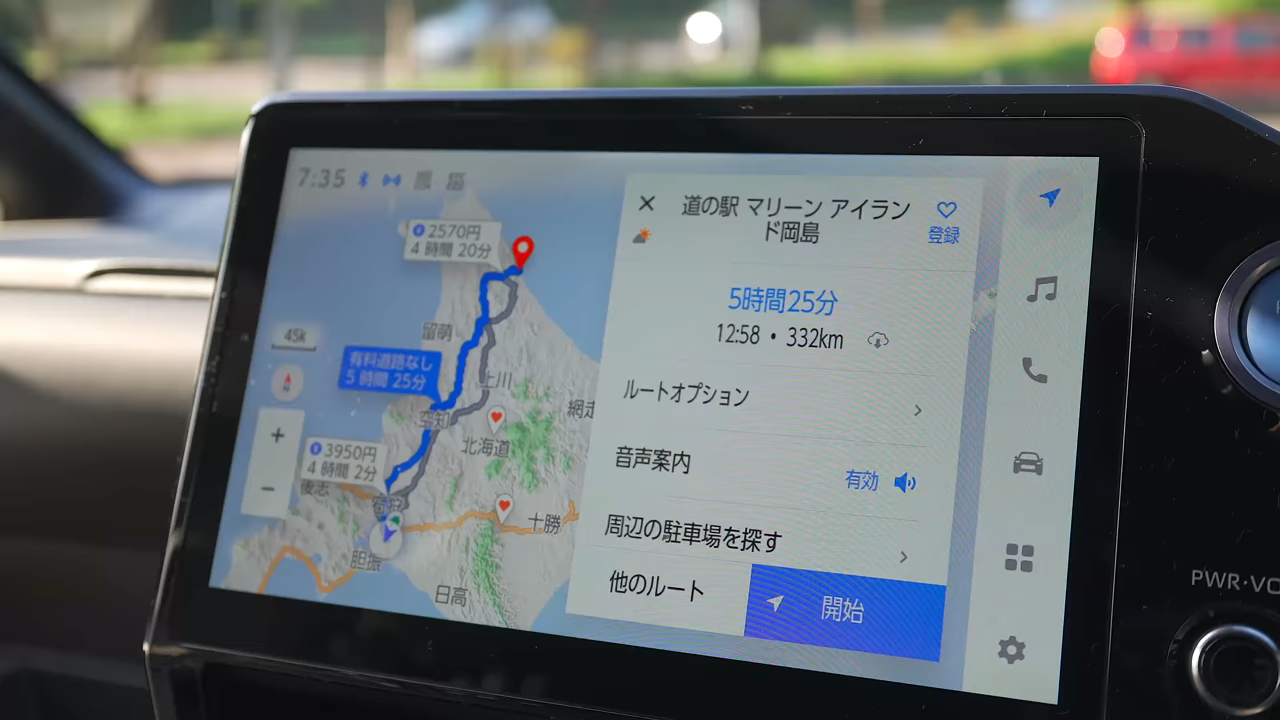 7:35
2570円
4 時間 20分
45k
留萌
有料道路なし
5 時間 25分
上川
空知
網走
北海道
3950円
4 時間 2分
後志
石狩
十勝
胆振
日高
道の駅 マリーン アイラン
ド岡島
登録
5時間25分
12:58 • 332km
ルートオプション
音声案内
有効
周辺の駐車場を探す
他のルート
開始